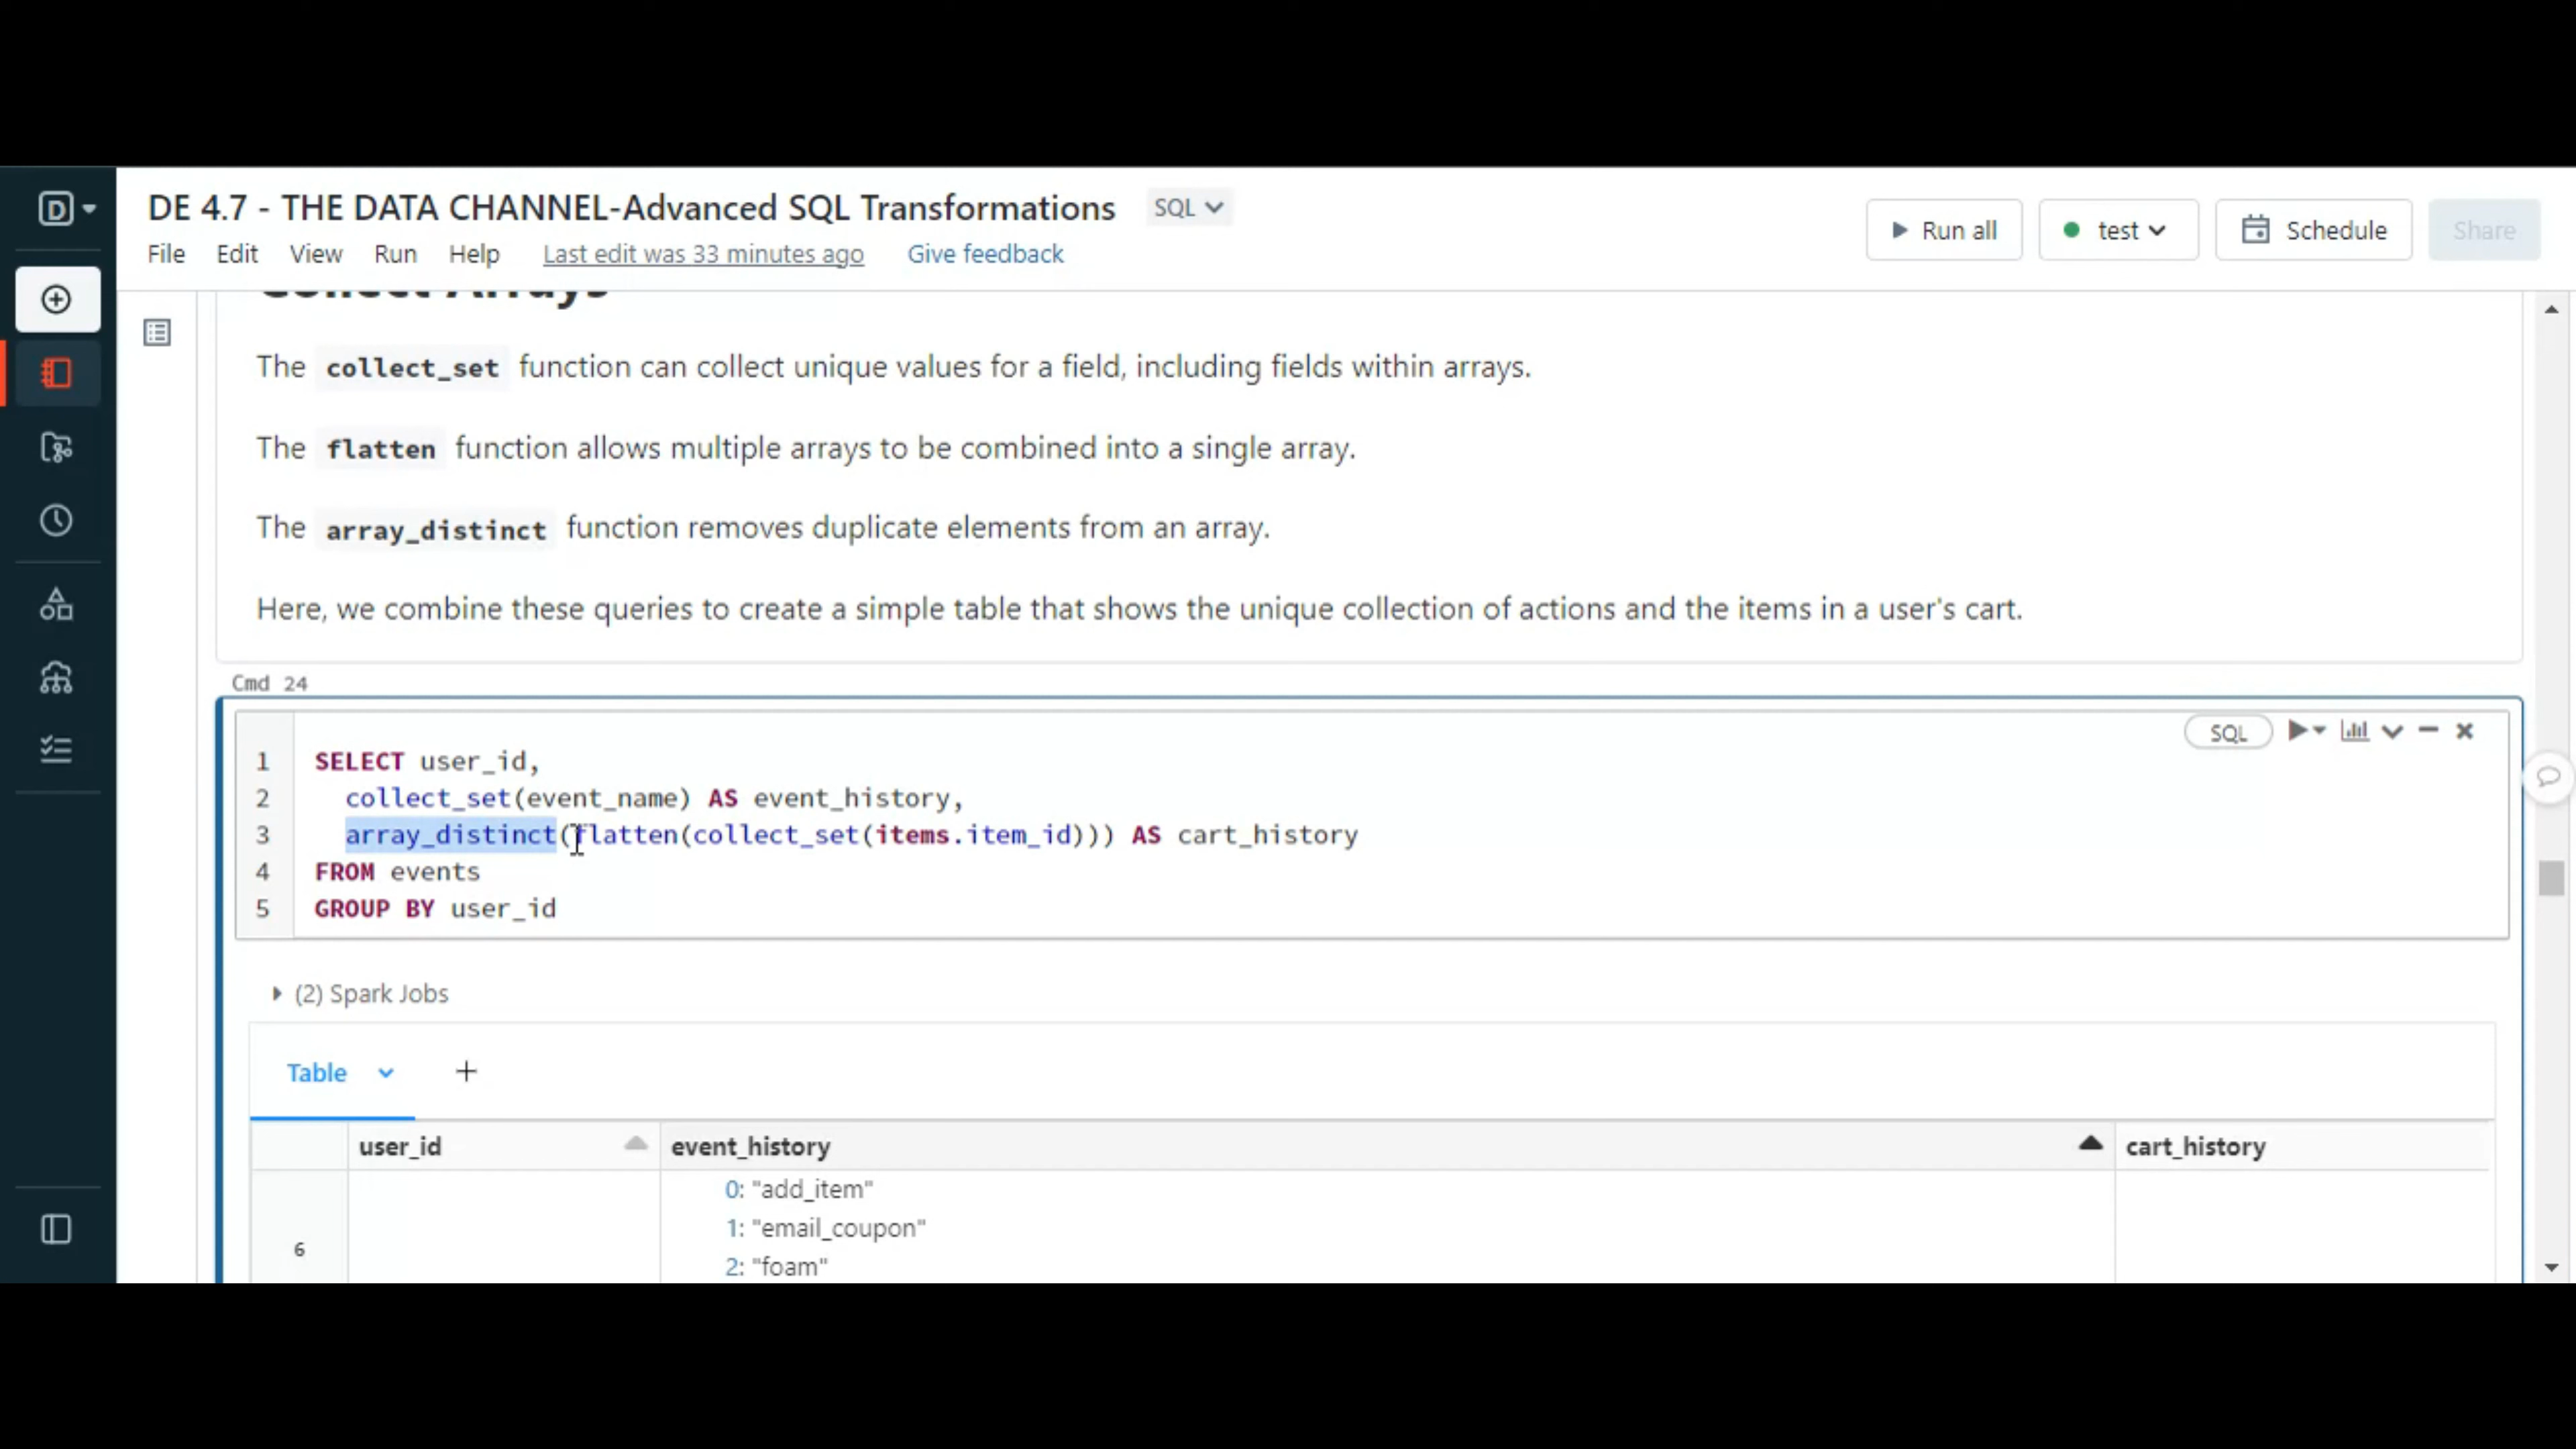 DE 4.7 - THE DATA CHANNEL-Advanced SQL Transformations SQL
File Edit View Run Help Last edit was 33 minutes ago Give feedback
Run all test Schedule Share
Collect Arrays
The collect_set function can collect unique values for a field, including fields within arrays.
The flatten function allows multiple arrays to be combined into a single array.
The array_distinct function removes duplicate elements from an array.
Here, we combine these queries to create a simple table that shows the unique collection of actions and the items in a user's cart.
Cmd 24
SQL
1 SELECT user_id,
2 collect_set(event_name) AS event_history,
3 array_distinct(flatten(collect_set(items.item_id))) AS cart_history
4 FROM events
5 GROUP BY user_id
(2) Spark Jobs
Table +
user_id event_history cart_history
0: "add_item"
1: "email_coupon"
6
2: "foam"